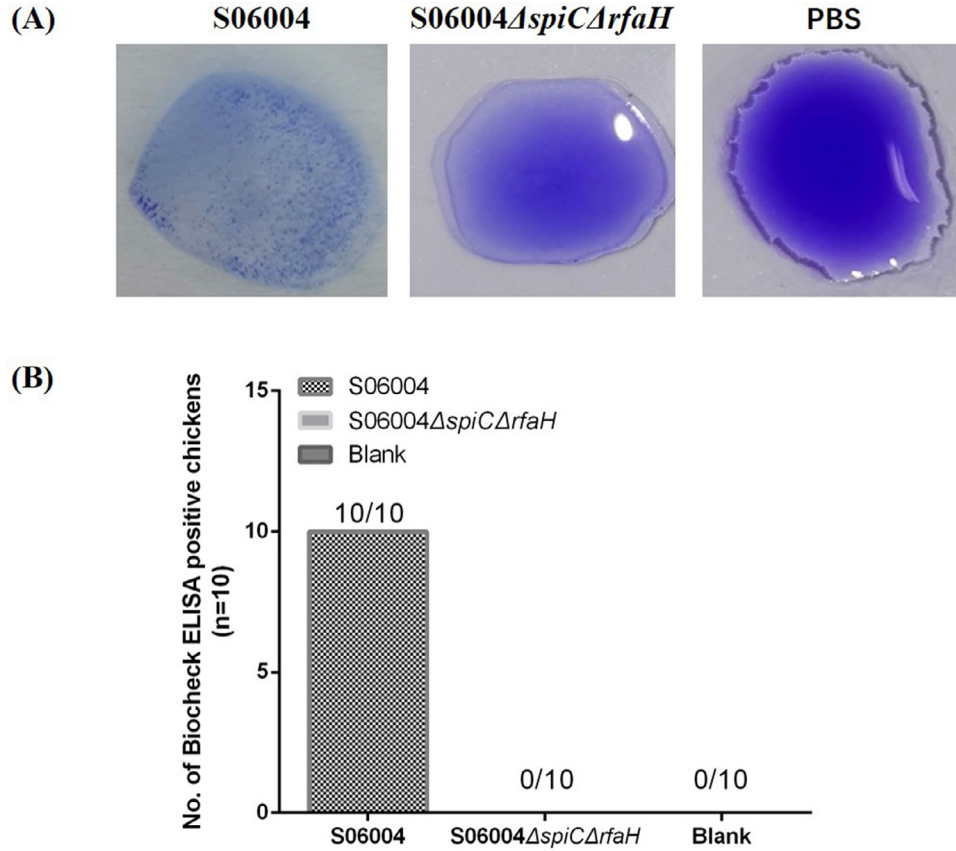 (A)
S06004
S06004ΔspiCΔrfaH
PBS
(B)
No. of Biocheck ELISA positive chickens
(n=10)
15
10
5
0
S06004
S06004ΔspiCΔrfaH
Blank
10/10
0/10
0/10
S06004
S06004ΔspiCΔrfaH
Blank